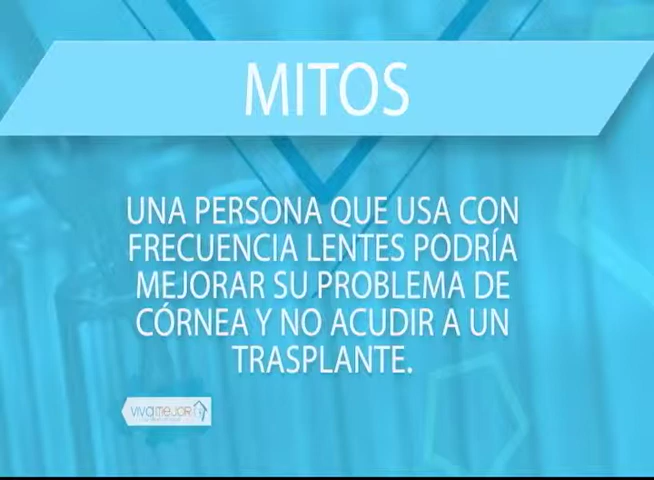 MITOS
UNA PERSONA QUE USA CON
FRECUENCIA LENTES PODRÍA
MEJORAR SU PROBLEMA DE
CÓRNEA Y NO ACUDIR A UN
TRASPLANTE.
VIVAMEJOR